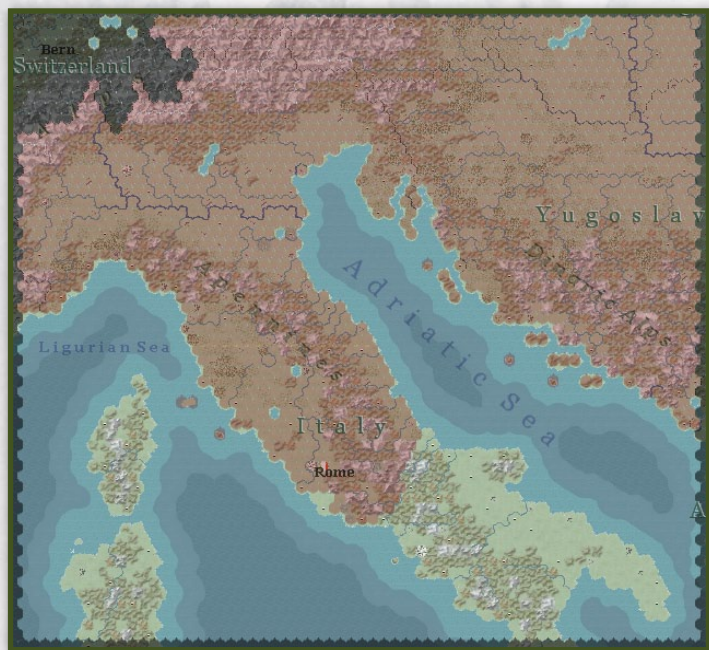 Bern
Switzerland
Yugoslav
Dinaric Alps
Apennines
Adriatic Sea
Ligurian Sea
Italy
Rome
A